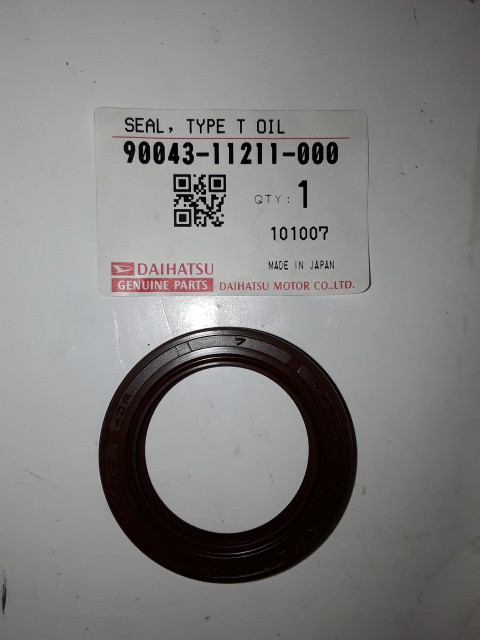 SEAL, TYPE T OIL
90043-11211-000
QTY: 1
101007
DAIHATSU MADE IN JAPAN
GENUINE PARTS DAIHATSU MOTOR CO.,LTD.
7